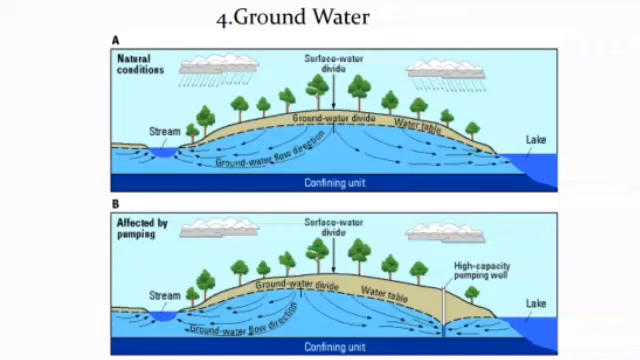 4.Ground Water
A
Natural
conditions
Surface-water
divide
Ground-water divide
Water table
Stream
Ground-water flow direction
Lake
Confining unit
B
Affected by
pumping
Surface-water
divide
High-capacity
pumping well
Ground-water divide
Water table
Stream
Ground-water flow direction
Lake
Confining unit